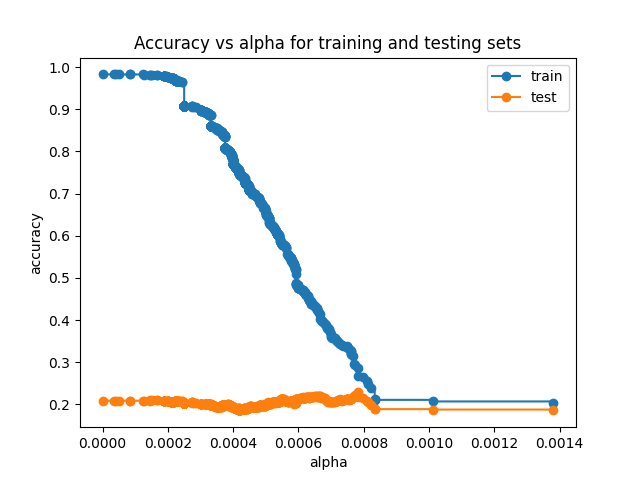 Accuracy vs alpha for training and testing sets
train
test
accuracy
1.0
0.9
0.8
0.7
0.6
0.5
0.4
0.3
0.2
0.0000 0.0002 0.0004 0.0006 0.0008 0.0010 0.0012 0.0014
alpha